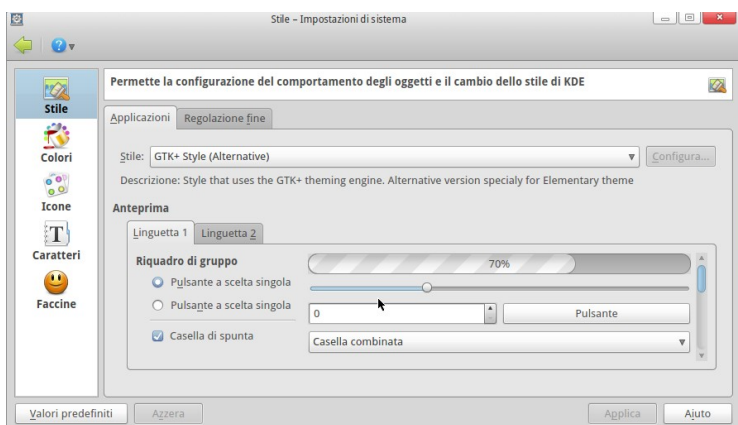 Stile – Impostazioni di sistema
Permette la configurazione del comportamento degli oggetti e il cambio dello stile di KDE
Stile
Colori
Icone
Caratteri
Faccine
Applicazioni Regolazione fine
Stile: GTK+ Style (Alternative) Configura...
Descrizione: Style that uses the GTK+ theming engine. Alternative version specialy for Elementary theme
Anteprima
Linguetta 1 Linguetta 2
Riquadro di gruppo 70%
Pulsante a scelta singola
Pulsante a scelta singola 0 Pulsante
Casella di spunta Casella combinata
Valori predefiniti Azzera Applica Aiuto